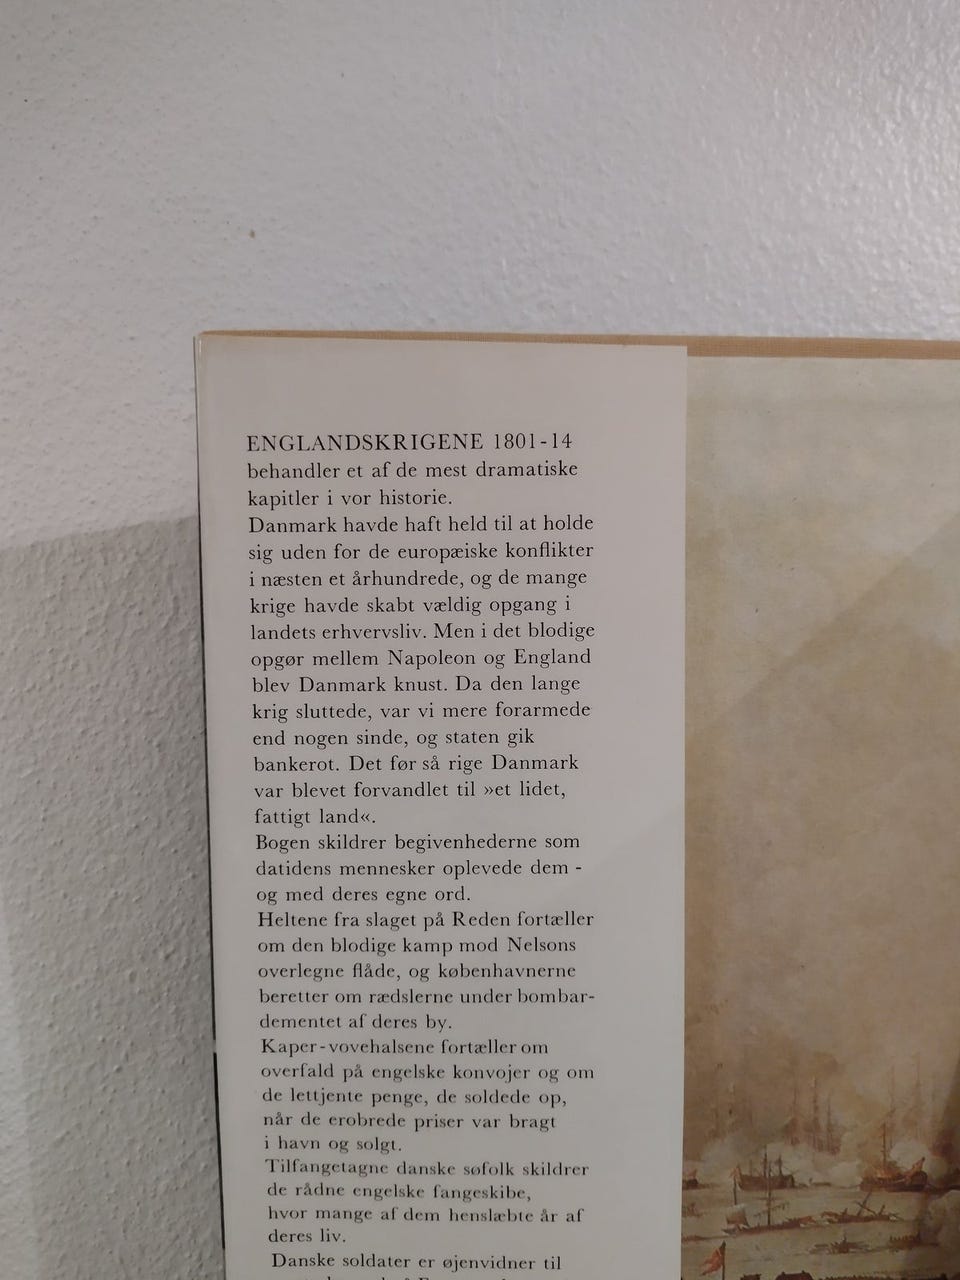 ENGLANDSKRIGENE 1801-14
behandler et af de mest dramatiske
kapitler i vor historie.
Danmark havde haft held til at holde
sig uden for de europæiske konflikter
i næsten et århundrede, og de mange
krige havde skabt vældig opgang i
landets erhvervsliv. Men i det blodige
opgør mellem Napoleon og England
blev Danmark knust. Da den lange
krig sluttede, var vi mere forarmede
end nogen sinde, og staten gik
bankerot. Det før så rige Danmark
var blevet forvandlet til »et lidet,
fattigt land«.
Bogen skildrer begivenhederne som
datidens mennesker oplevede dem -
og med deres egne ord.
Heltene fra slaget på Reden fortæller
om den blodige kamp mod Nelsons
overlegne flåde, og københavnerne
beretter om rædslerne under bombar-
dementet af deres by.
Kaper-vovehalsene fortæller om
overfald på engelske konvojer og om
de lettjente penge, de soldede op,
når de erobrede priser var bragt
i havn og solgt.
Tilfangetagne danske søfolk skildrer
de rådne engelske fangeskibe,
hvor mange af dem henslæbte år af
deres liv.
Danske soldater er øjenvidner til